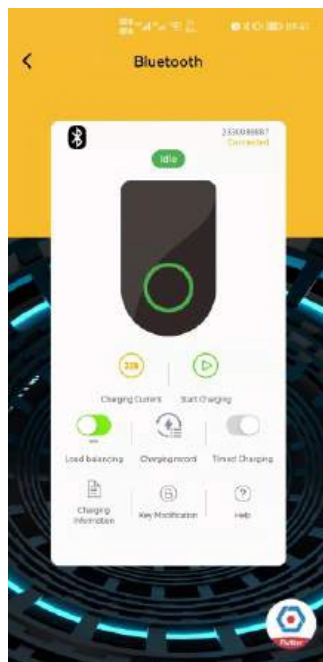 Bluetooth
Connected
Idle
Charging Current
Start Charging
Load balancing
Charging record
Timed Charging
Charging Information
Key Modification
Help